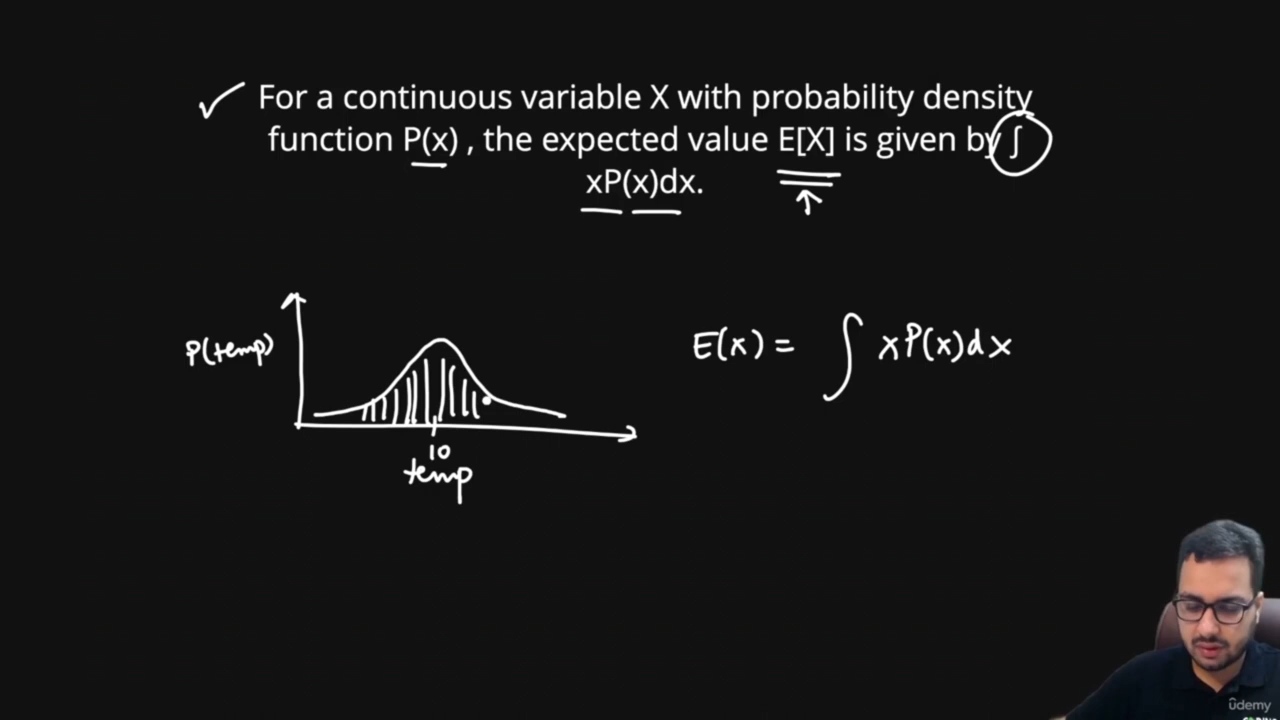 For a continuous variable X with probability density
function P(x) , the expected value E[X] is given by ∫
xP(x)dx.
P(temp)
E(x) = ∫ xP(x)dx
10
temp
ûdemy